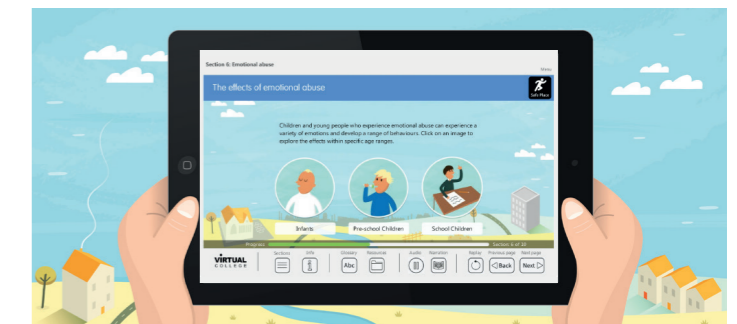 Section 6: Emotional abuse
Menu
The effects of emotional abuse
Safe Place
Children and young people who experience emotional abuse can experience a
variety of emotions and develop a range of behaviours. Click on an image to
explore the effects within specific age ranges.
Infants
Pre-school Children
School Children
Progress
Section 6 of 38
VIRTUAL
COLLEGE
Sections
Info
Glossary
Resources
Audio
Narration
Replay
Previous page
Next page
Abc
Back
Next